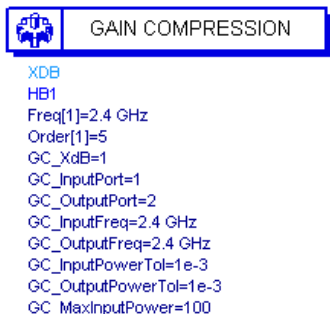 GAIN COMPRESSION
XDB
HB1
Freq[1]=2.4 GHz
Order[1]=5
GC_XdB=1
GC_InputPort=1
GC_OutputPort=2
GC_InputFreq=2.4 GHz
GC_OutputFreq=2.4 GHz
GC_InputPowerTol=1e-3
GC_OutputPowerTol=1e-3
GC_MaxInputPower=100